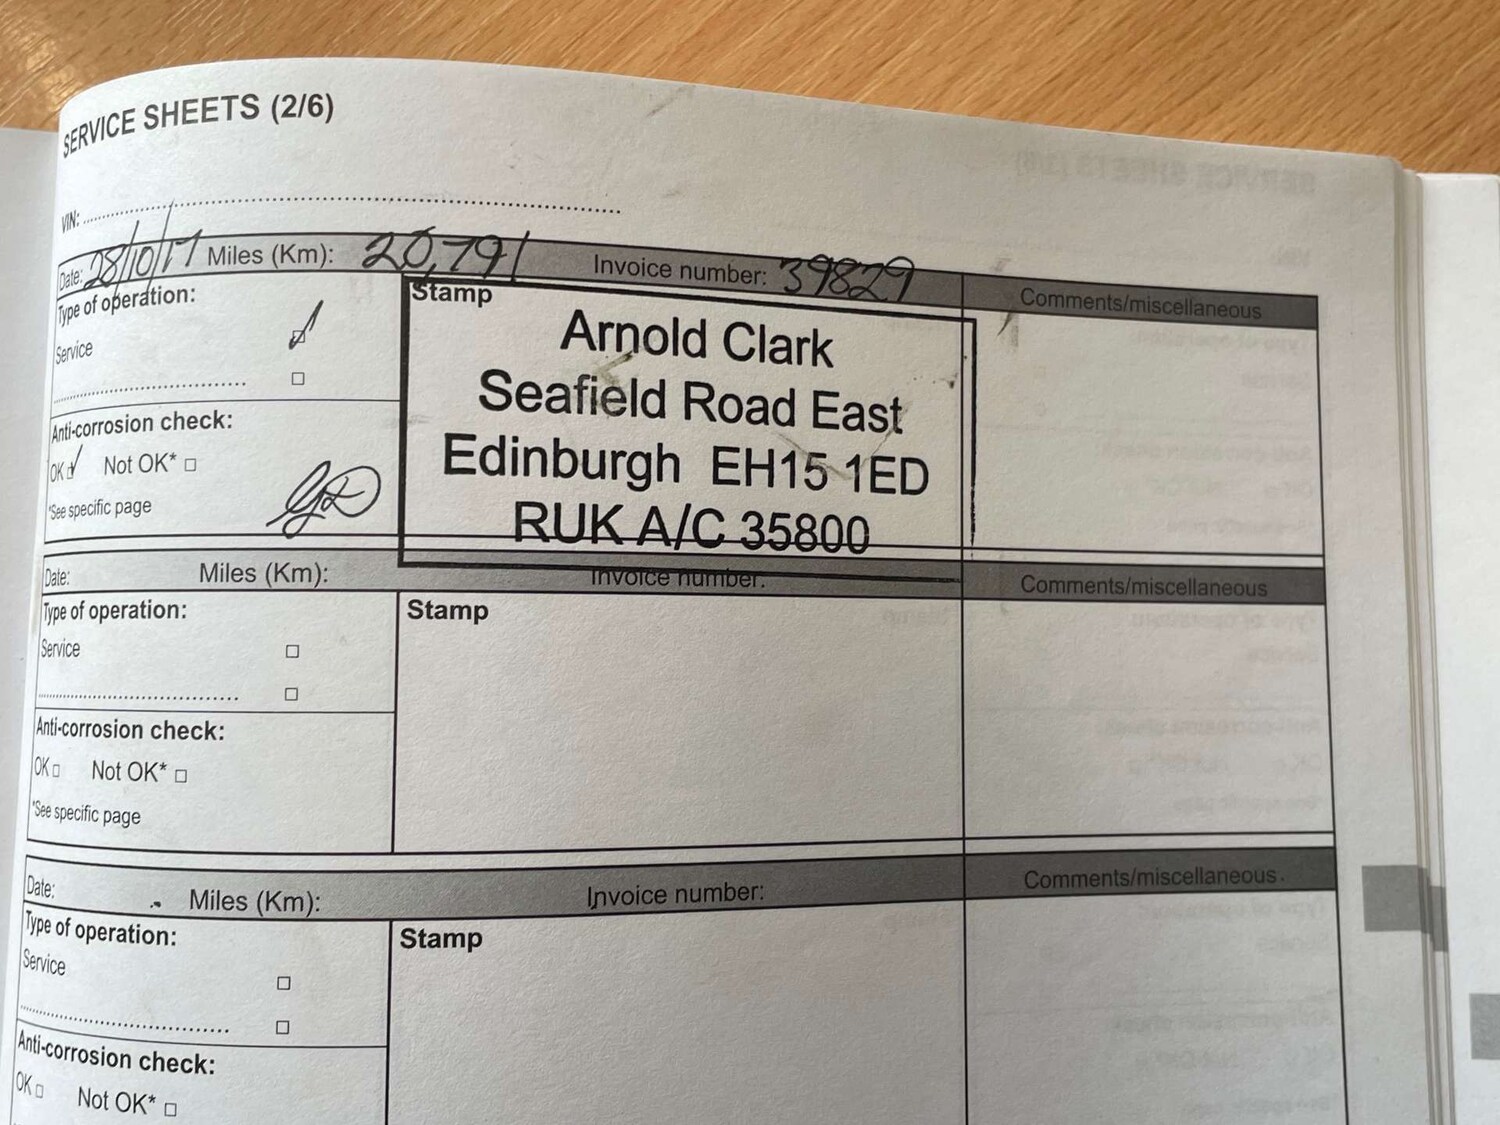 SERVICE SHEETS (2/6)
VIN:
Date: 28/10/17 Miles (Km): 20,791 Invoice number: 39829 Comments/miscellaneous
Type of operation:
Service
Anti-corrosion check:
OK Not OK*
*See specific page
Stamp
Arnold Clark
Seafield Road East
Edinburgh EH15 1ED
RUK A/C 35800
Date: Miles (Km): Invoice number: Comments/miscellaneous
Type of operation:
Service
Anti-corrosion check:
OK Not OK*
*See specific page
Stamp
Date: Miles (Km): Invoice number: Comments/miscellaneous
Type of operation:
Service
Anti-corrosion check:
OK Not OK*
Stamp